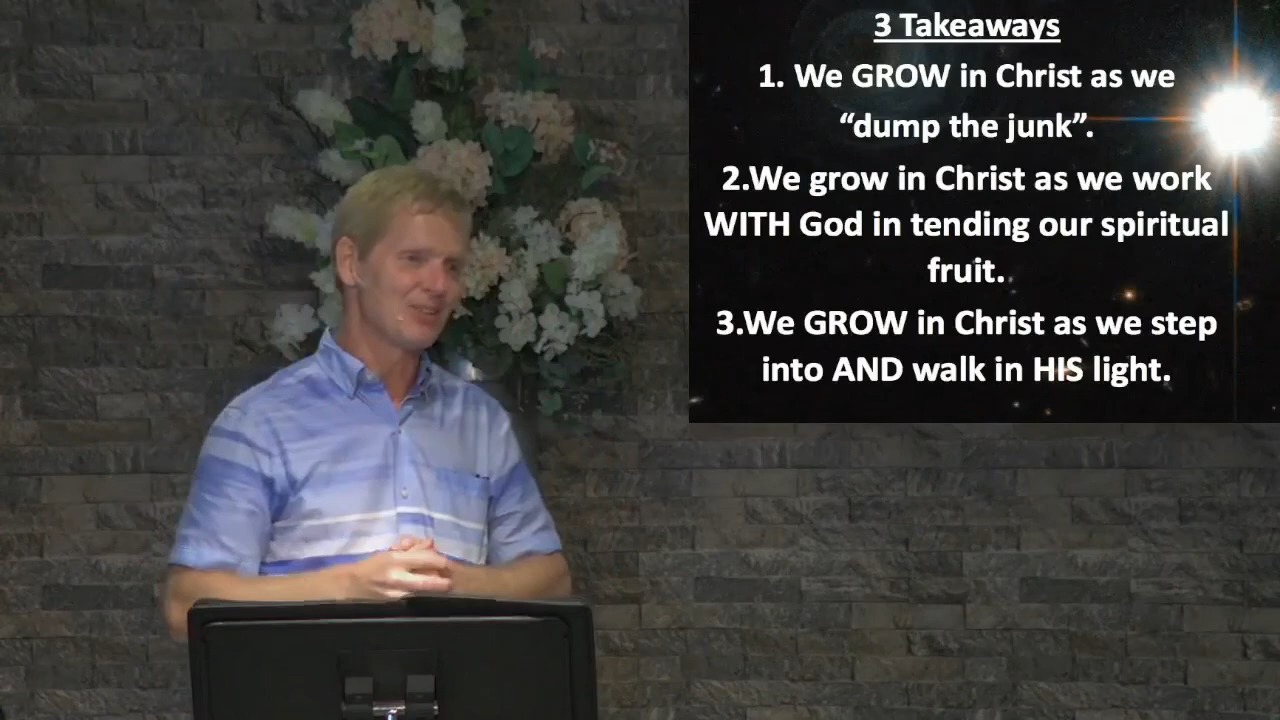 3 Takeaways
1. We GROW in Christ as we
“dump the junk”.
2.We grow in Christ as we work
WITH God in tending our spiritual
fruit.
3.We GROW in Christ as we step
into AND walk in HIS light.